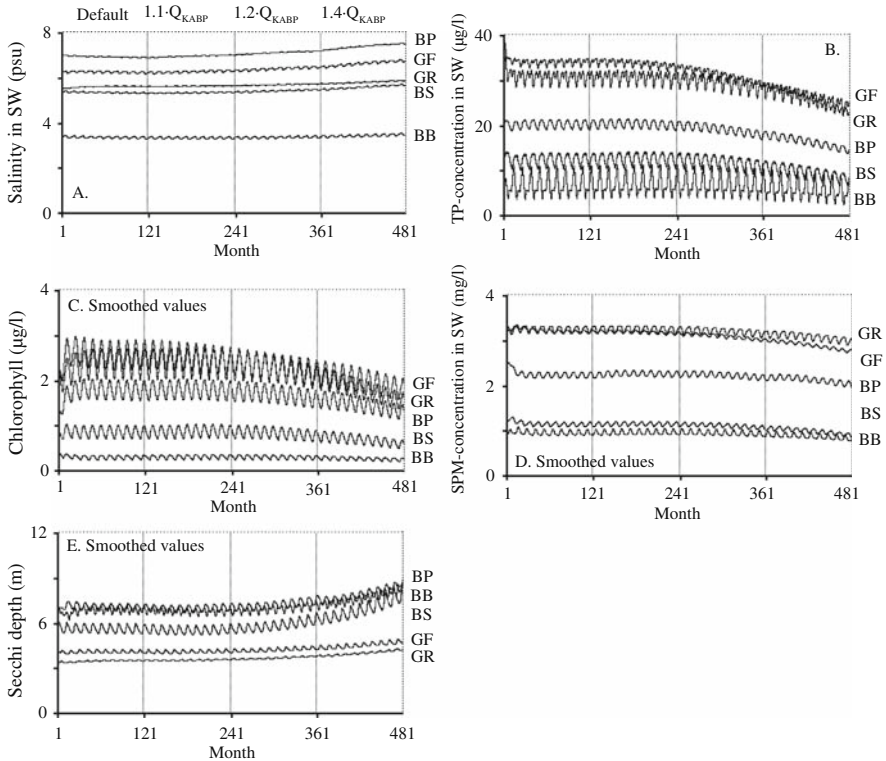 Default 1.1·Q_KABP 1.2·Q_KABP 1.4·Q_KABP
Salinity in SW (psu)
8
4
0
A.
BP
GF
GR
BS
BB
1 121 241 361 481
Month
TP-concentration in SW (µg/l)
40
20
0
B.
GF
GR
BP
BS
BB
1 121 241 361 481
Month
Chlorophyll (µg/l)
4
2
0
C. Smoothed values
GF
GR
BP
BS
BB
1 121 241 361 481
Month
SPM-concentration in SW (mg/l)
4
2
0
D. Smoothed values
GR
GF
BP
BS
BB
1 121 241 361 481
Month
Secchi depth (m)
12
6
0
E. Smoothed values
BP
BB
BS
GF
GR
1 121 241 361 481
Month